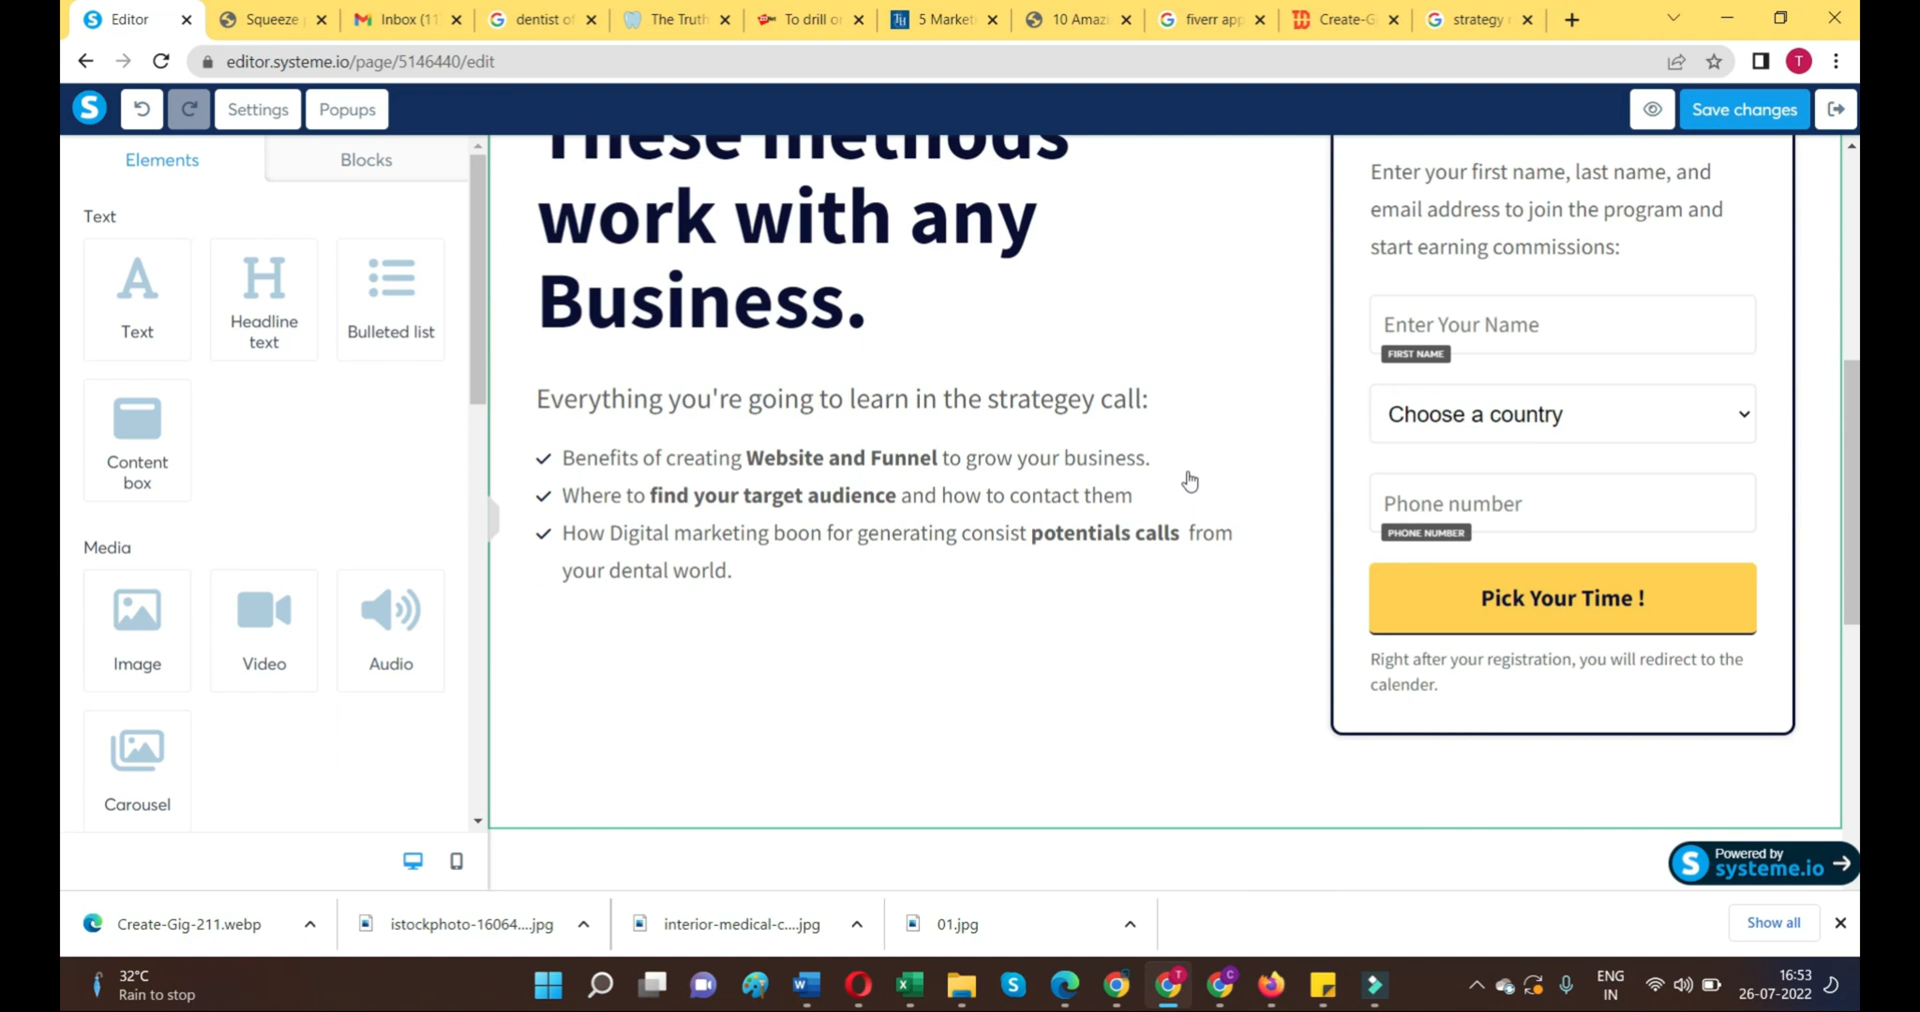 Editor
Squeeze
Inbox (11
dentist of
The Truth
To drill or
5 Market
10 Amazi
fiverr app
Create-G
strategy
editor.systeme.io/page/5146440/edit
T
S
Settings
Popups
Save changes
Elements
Blocks
Text
Text
Headline text
Bulleted list
Content box
Media
Image
Video
Audio
Carousel
These methods
work with any
Business.
Everything you're going to learn in the strategey call:
Benefits of creating Website and Funnel to grow your business.
Where to find your target audience and how to contact them
How Digital marketing boon for generating consist potentials calls from
your dental world.
Enter your first name, last name, and
email address to join the program and
start earning commissions:
Enter Your Name
FIRST NAME
Choose a country
Phone number
PHONE NUMBER
Pick Your Time !
Right after your registration, you will redirect to the
calender.
Powered by
systeme.io
Create-Gig-211.webp
istockphoto-16064....jpg
interior-medical-c....jpg
01.jpg
Show all
32°C
Rain to stop
ENG
IN
16:53
26-07-2022